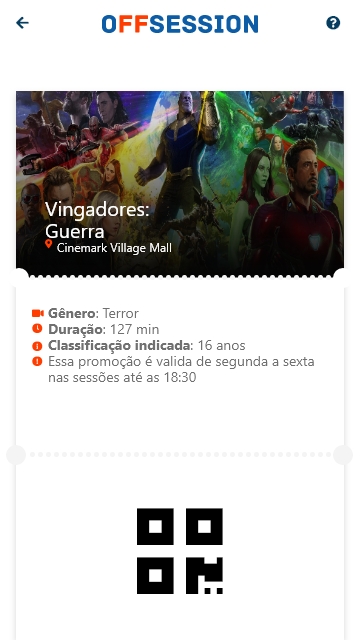 OFFSESSION
Vingadores:
Guerra
Cinemark Village Mall
Gênero: Terror
Duração: 127 min
Classificação indicada: 16 anos
Essa promoção é valida de segunda a sexta
nas sessões até as 18:30